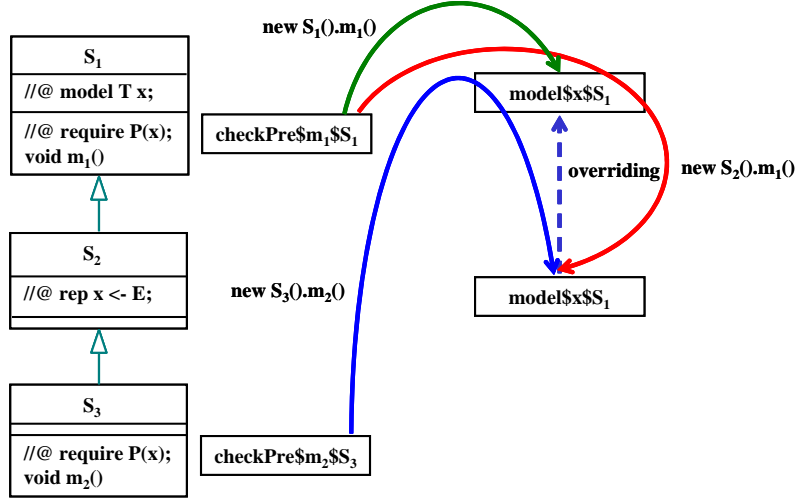 S₁
//@ model T x;
//@ require P(x);
void m₁()
S₂
//@ rep x <- E;
S₃
//@ require P(x);
void m₂()
new S₁().m₁()
checkPre$m₁$S₁
model$x$S₁
overriding
new S₂().m₁()
new S₃().m₂()
model$x$S₁
checkPre$m₂$S₃